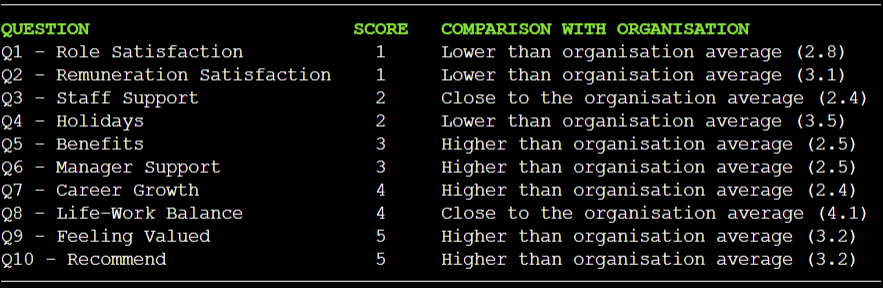 QUESTION SCORE COMPARISON WITH ORGANISATION
Q1 - Role Satisfaction 1 Lower than organisation average (2.8)
Q2 - Remuneration Satisfaction 1 Lower than organisation average (3.1)
Q3 - Staff Support 2 Close to the organisation average (2.4)
Q4 - Holidays 2 Lower than organisation average (3.5)
Q5 - Benefits 3 Higher than organisation average (2.5)
Q6 - Manager Support 3 Higher than organisation average (2.5)
Q7 - Career Growth 4 Higher than organisation average (2.4)
Q8 - Life-Work Balance 4 Close to the organisation average (4.1)
Q9 - Feeling Valued 5 Higher than organisation average (3.2)
Q10 - Recommend 5 Higher than organisation average (3.2)